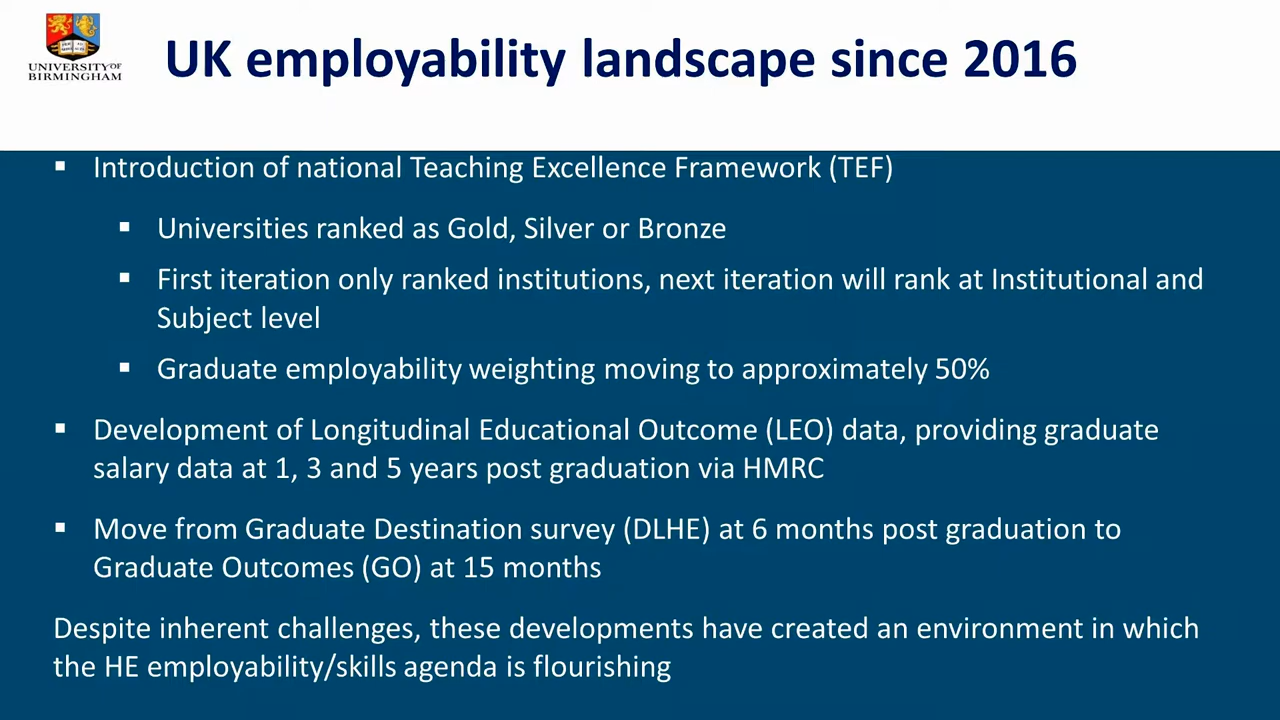 UNIVERSITY OF
BIRMINGHAM
UK employability landscape since 2016
▪ Introduction of national Teaching Excellence Framework (TEF)
▪ Universities ranked as Gold, Silver or Bronze
▪ First iteration only ranked institutions, next iteration will rank at Institutional and
Subject level
▪ Graduate employability weighting moving to approximately 50%
▪ Development of Longitudinal Educational Outcome (LEO) data, providing graduate
salary data at 1, 3 and 5 years post graduation via HMRC
▪ Move from Graduate Destination survey (DLHE) at 6 months post graduation to
Graduate Outcomes (GO) at 15 months
Despite inherent challenges, these developments have created an environment in which
the HE employability/skills agenda is flourishing